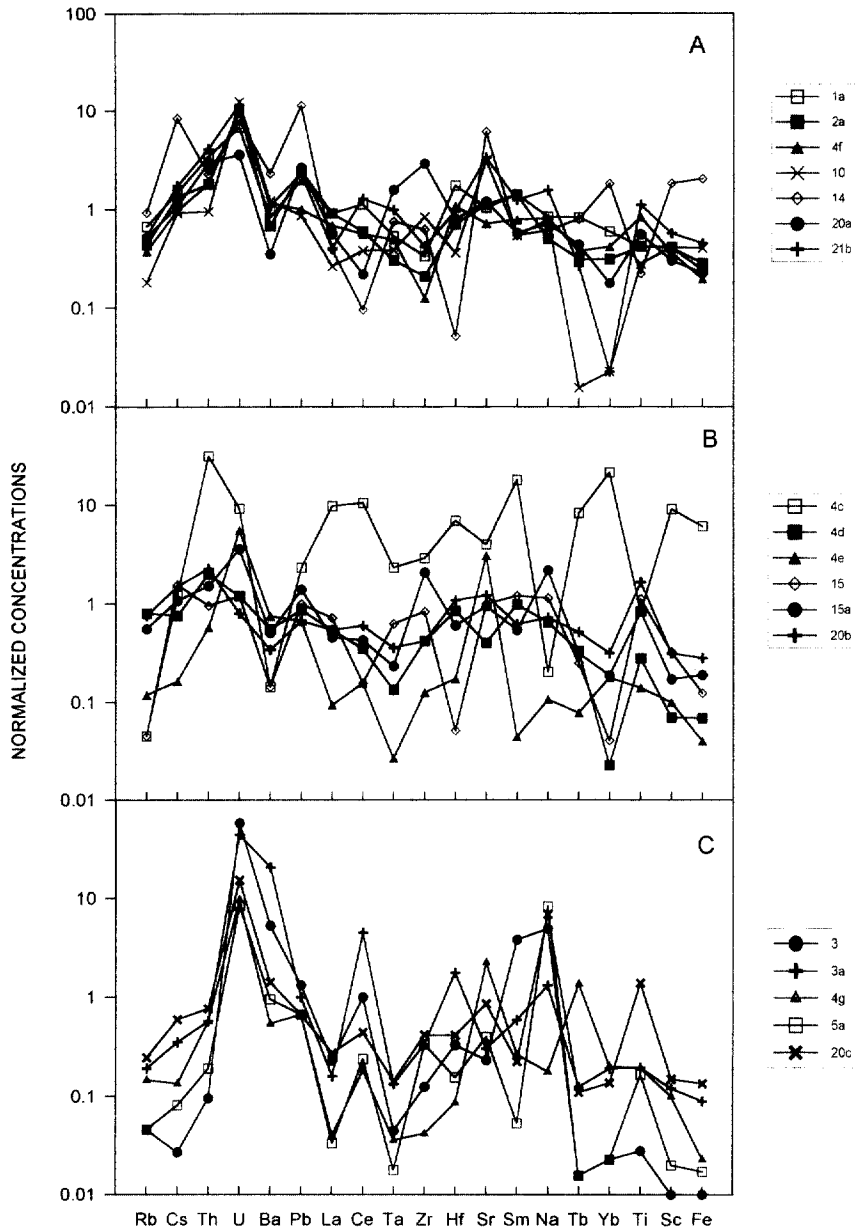 100
A
10
1
0.1
0.01
1a
2a
4f
10
14
20a
21b
B
10
1
0.1
0.01
4c
4d
4e
15
15a
20b
NORMALIZED CONCENTRATIONS
C
10
1
0.1
0.01
3
3a
4g
5a
20c
Rb Cs Th U Ba Pb La Ce Ta Zr Hf Sr Sm Na Tb Yb Ti Sc Fe